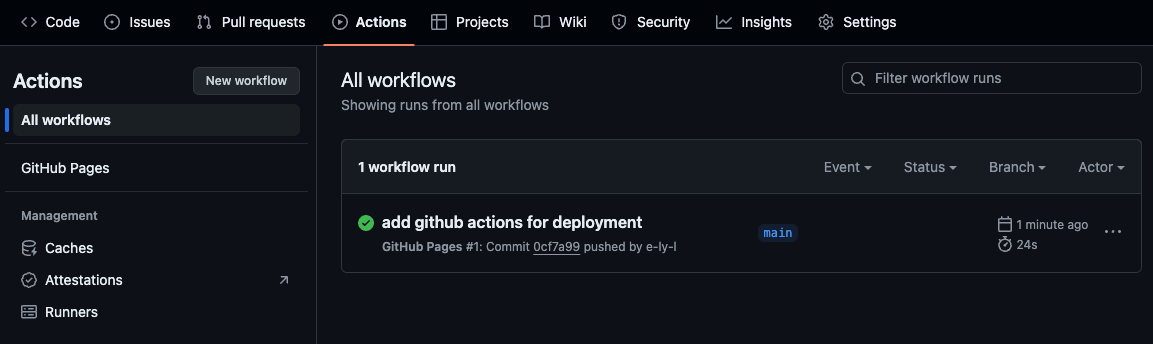 Code Issues Pull requests Actions Projects Wiki Security Insights Settings
Actions New workflow
All workflows
GitHub Pages
Management
Caches
Attestations
Runners
All workflows
Showing runs from all workflows
Filter workflow runs
1 workflow run Event Status Branch Actor
add github actions for deployment
GitHub Pages #1: Commit 0cf7a99 pushed by e-ly-l
main
1 minute ago
24s